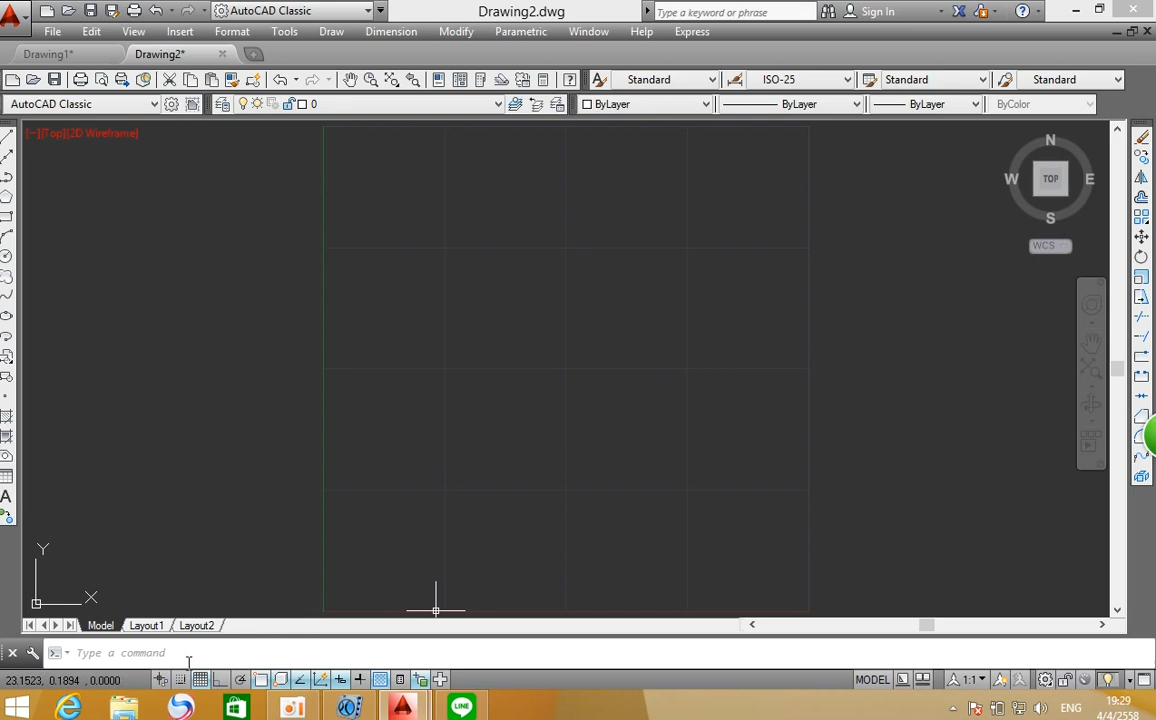 AutoCAD Classic Drawing2.dwg Type a keyword or phrase Sign In
File Edit View Insert Format Tools Draw Dimension Modify Parametric Window Help Express
Drawing1* Drawing2*
Standard ISO-25 Standard Standard
AutoCAD Classic 0 ByLayer ByLayer ByLayer ByColor
[−][Top][2D Wireframe]
N
W TOP E
S
WCS
Y
X
Model Layout1 Layout2
Type a command
23.1523, 0.1894 , 0.0000 MODEL 1:1
ENG 19:29
4/4/2558